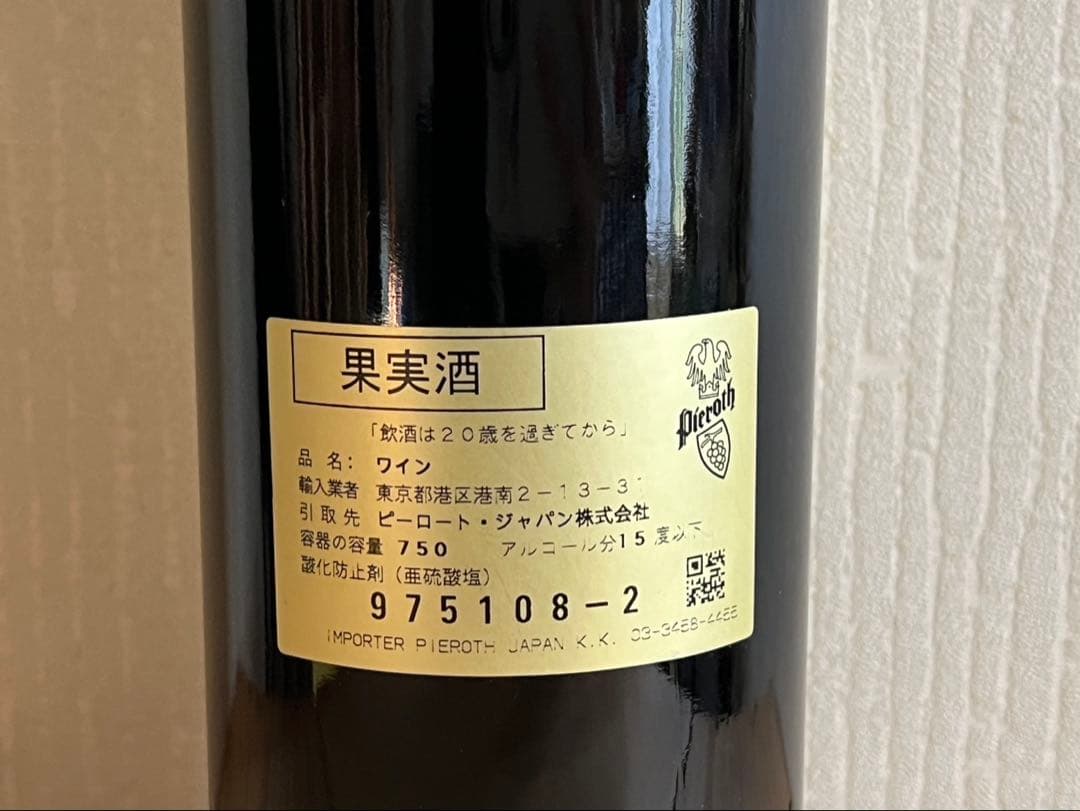 果実酒
Pieroth
「飲酒は20歳を過ぎてから」
品 名： ワイン
輸入業者 東京都港区港南2-13-31
引取先 ピーロート・ジャパン株式会社
容器の容量 750 アルコール分15度以下
酸化防止剤（亜硫酸塩）
975108-2
IMPORTER PIEROTH JAPAN K.K. 03-3458-4455